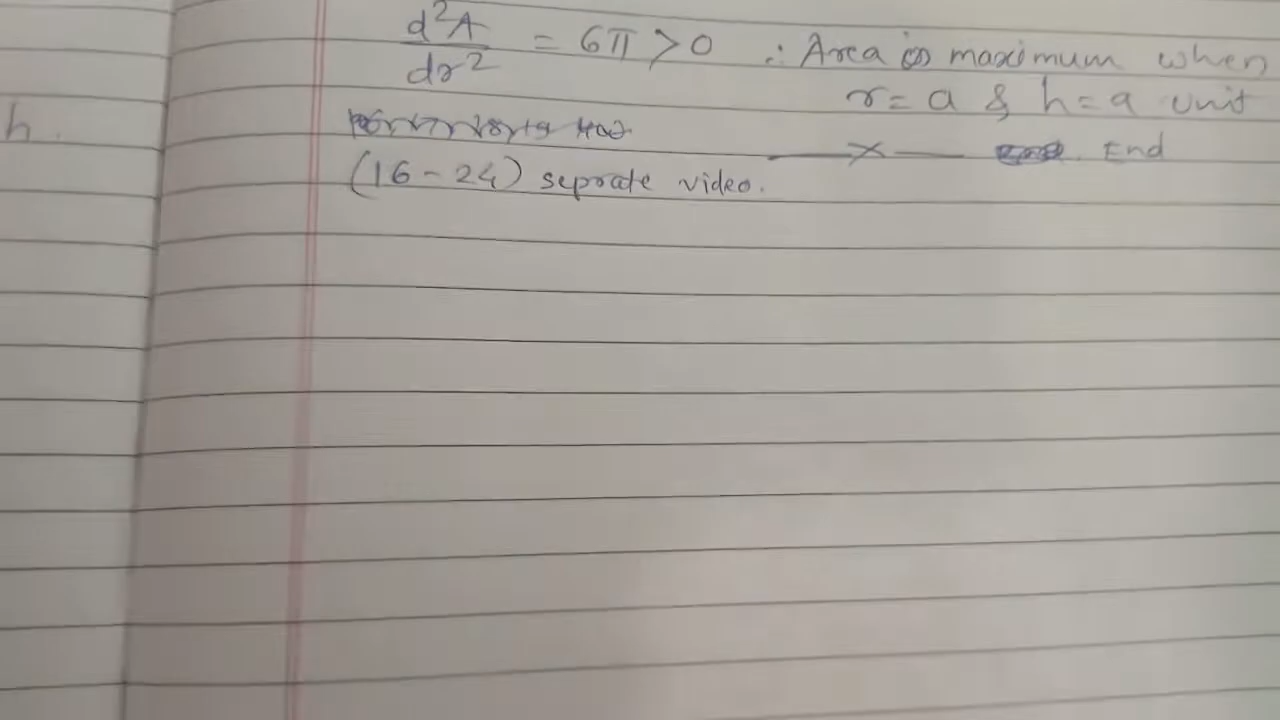 d²A/dr² = 6π > 0 ∴ Area is maximum when
r = a & h = a unit
h.
End
(16 - 24) seprate video.